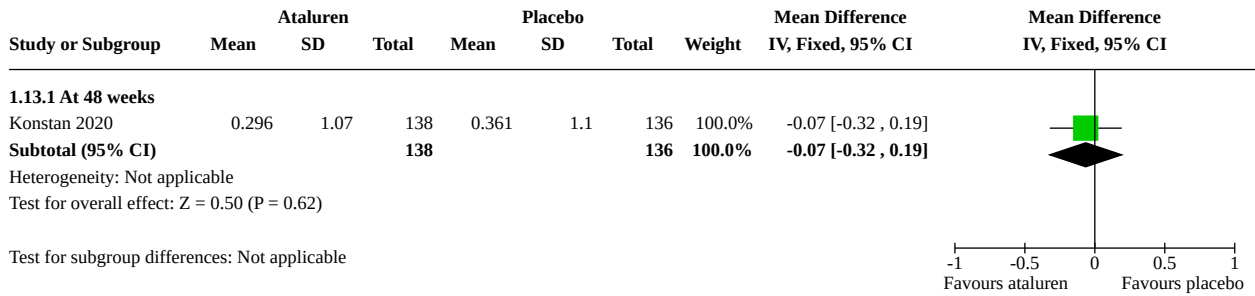 Ataluren Placebo Mean Difference Mean Difference
Study or Subgroup Mean SD Total Mean SD Total Weight IV, Fixed, 95% CI IV, Fixed, 95% CI
1.13.1 At 48 weeks
Konstan 2020 0.296 1.07 138 0.361 1.1 136 100.0% -0.07 [-0.32 , 0.19]
Subtotal (95% CI) 138 136 100.0% -0.07 [-0.32 , 0.19]
Heterogeneity: Not applicable
Test for overall effect: Z = 0.50 (P = 0.62)
Test for subgroup differences: Not applicable
-1 -0.5 0 0.5 1
Favours ataluren Favours placebo